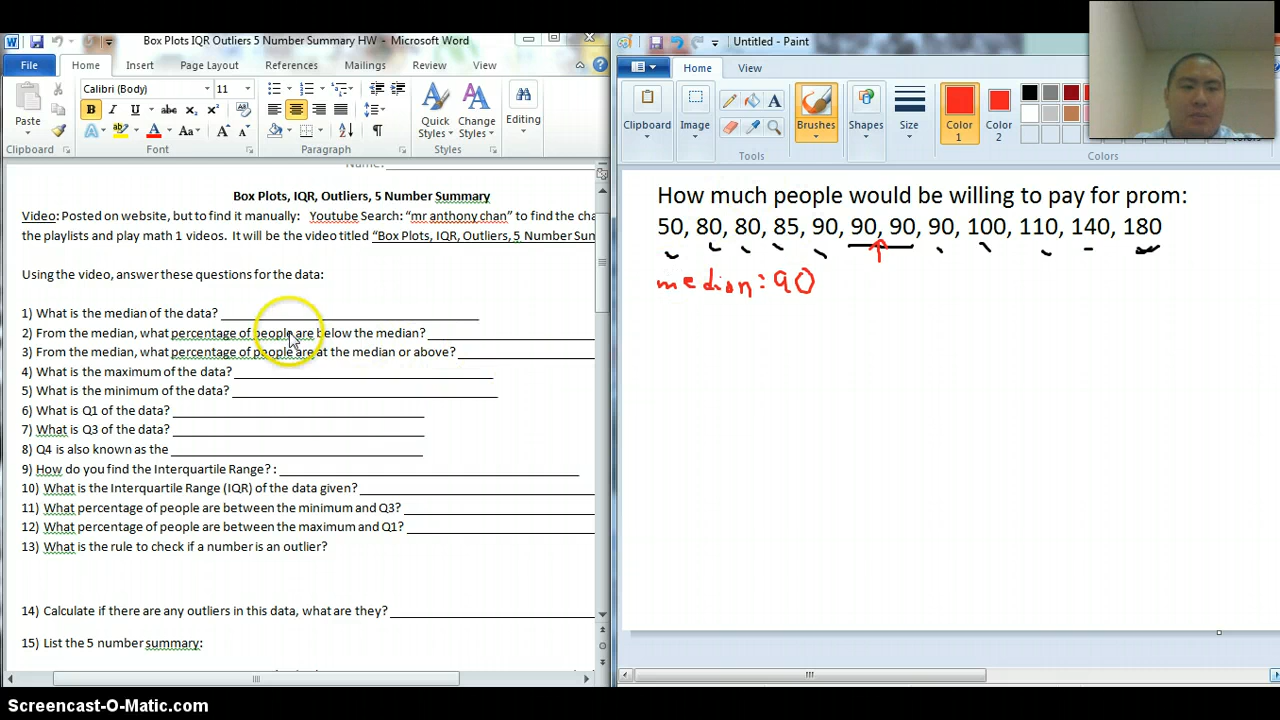 Box Plots IQR Outliers 5 Number Summary HW - Microsoft Word
File Home Insert Page Layout References Mailings Review View
Calibri (Body) 11
Paste
B I U abc x₂ x²
A ab A Aa A A
Quick Styles
Change Styles
Editing
Clipboard Font Paragraph Styles
Name:
Box Plots, IQR, Outliers, 5 Number Summary
Video: Posted on website, but to find it manually: Youtube Search: “mr anthony chan” to find the cha
the playlists and play math 1 videos. It will be the video titled “Box Plots, IQR, Outliers, 5 Number Sum
Using the video, answer these questions for the data:
1) What is the median of the data?
2) From the median, what percentage of people are below the median?
3) From the median, what percentage of people are at the median or above?
4) What is the maximum of the data?
5) What is the minimum of the data?
6) What is Q1 of the data?
7) What is Q3 of the data?
8) Q4 is also known as the
9) How do you find the Interquartile Range? :
10) What is the Interquartile Range (IQR) of the data given?
11) What percentage of people are between the minimum and Q3?
12) What percentage of people are between the maximum and Q1?
13) What is the rule to check if a number is an outlier?
14) Calculate if there are any outliers in this data, what are they?
15) List the 5 number summary:
Untitled - Paint
Home View
Clipboard
Image
Tools
Brushes
Shapes
Size
Color 1
Color 2
Colors
How much people would be willing to pay for prom:
50, 80, 80, 85, 90, 90, 90, 90, 100, 110, 140, 180
median: 90
Screencast-O-Matic.com